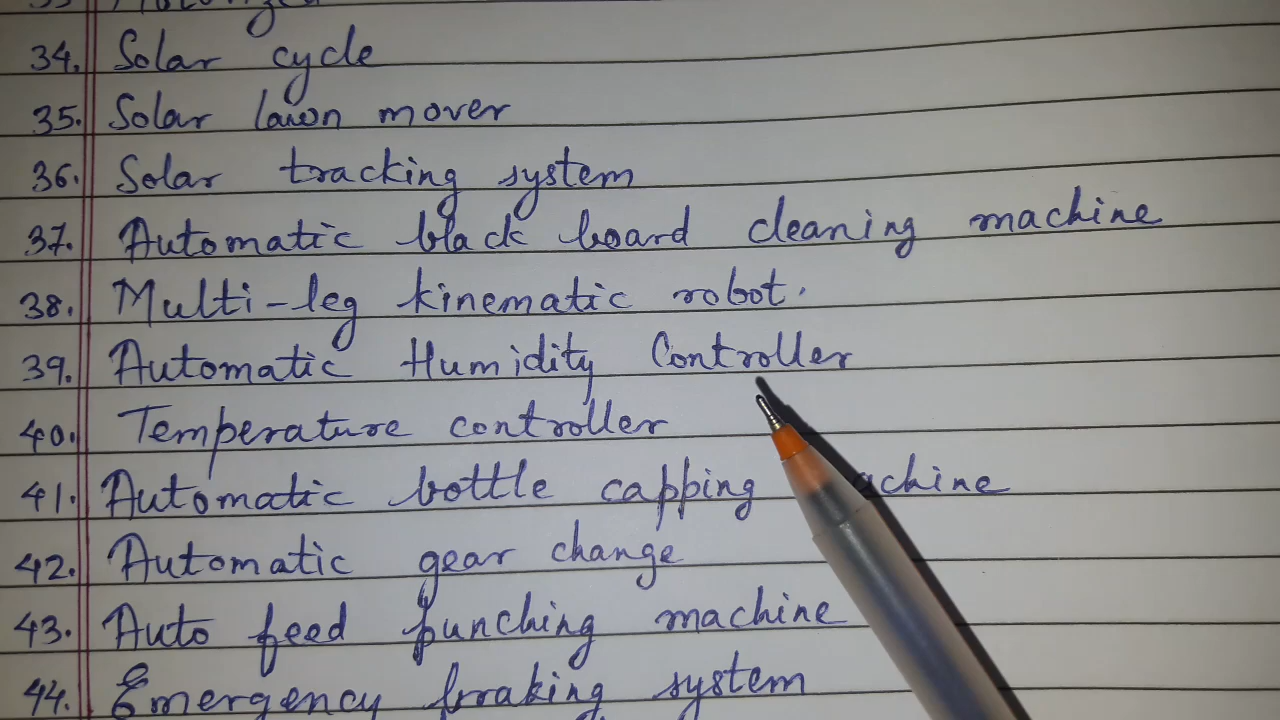 34. Solar cycle
35. Solar lawn mover
36. Solar tracking system
37. Automatic black board cleaning machine
38. Multi-leg kinematic robot.
39. Automatic Humidity Controller
40. Temperature controller
41. Automatic bottle capping achine
42. Automatic gear change
43. Auto feed punching machine
44. Emergency braking system